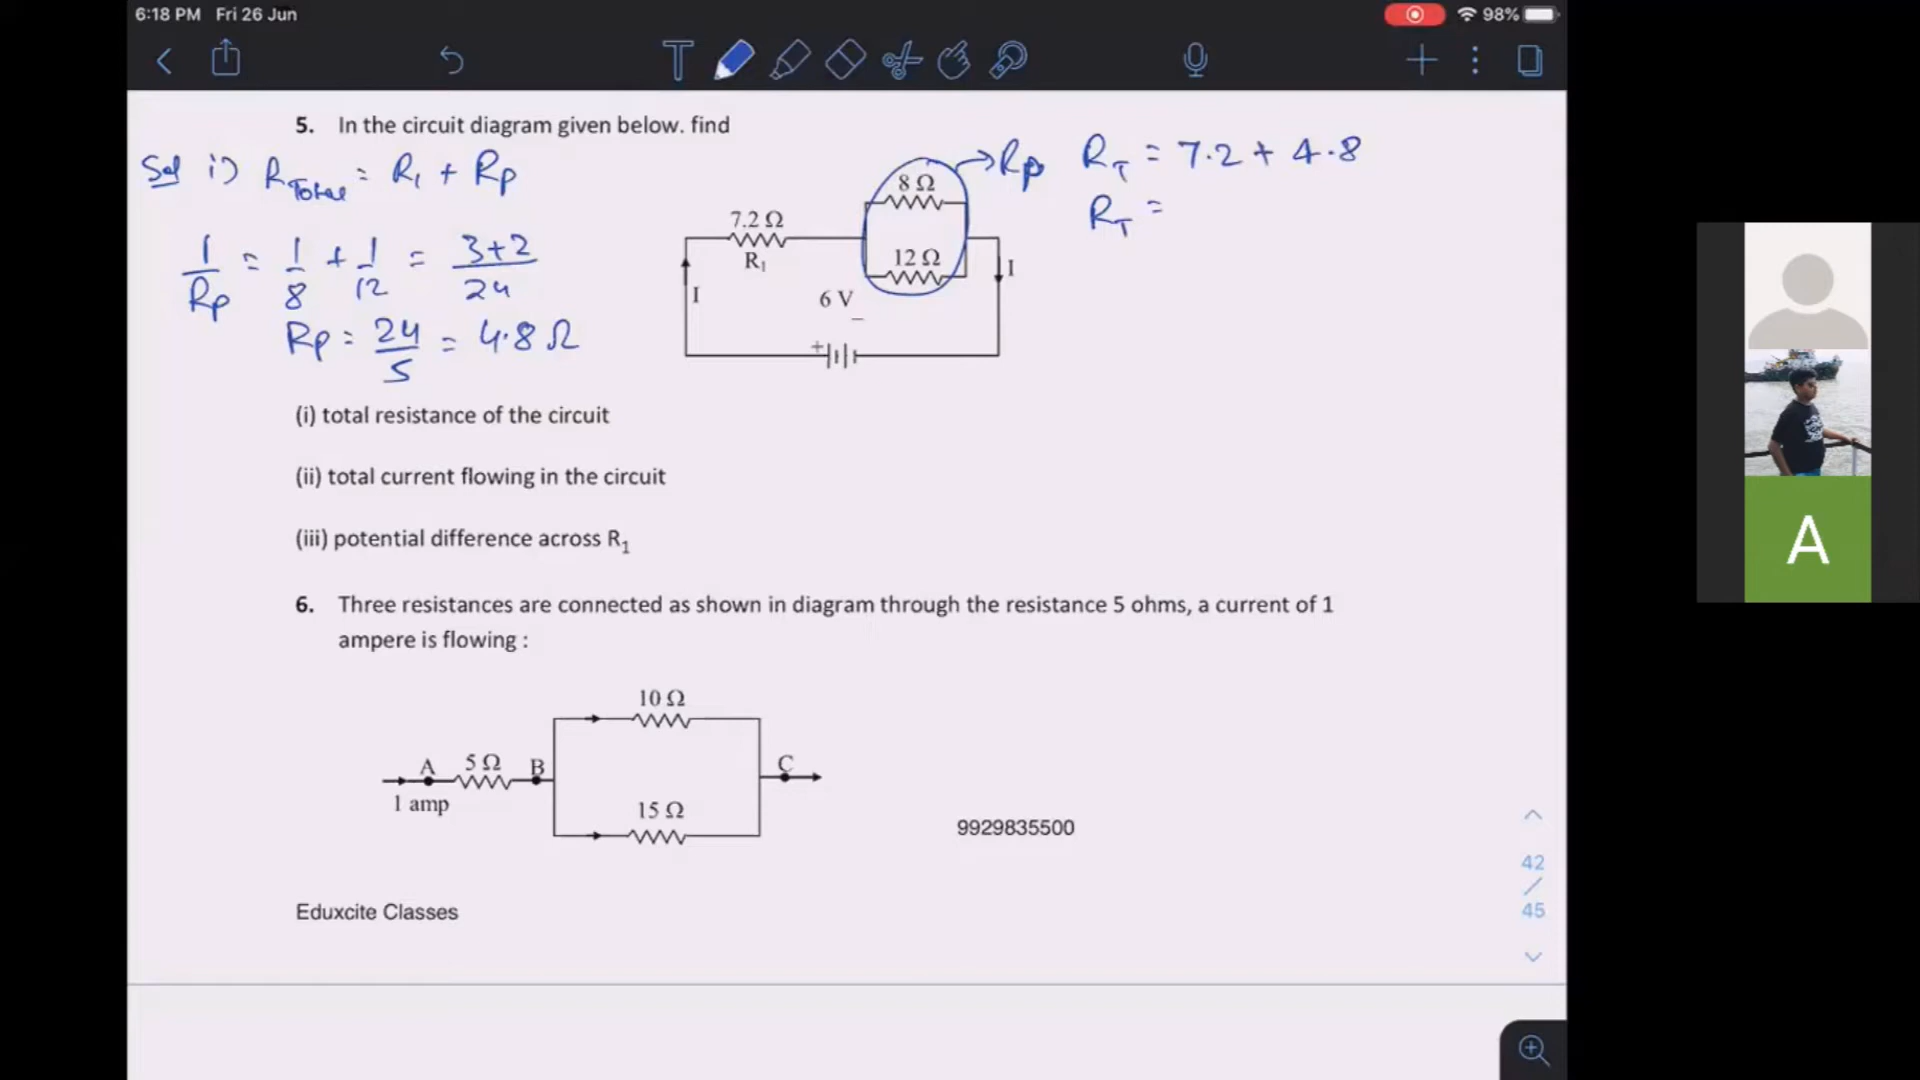 6:18 PM Fri 26 Jun
98%
5. In the circuit diagram given below. find
Sol i) R Total = R1 + Rp
1/Rp = 1/8 + 1/12 = 3+2/24
Rp = 24/5 = 4.8 Ω
7.2 Ω
R1
8 Ω
12 Ω
6 V
+
–
I
I
→ Rp
RT = 7.2 + 4.8
RT =
(i) total resistance of the circuit
(ii) total current flowing in the circuit
(iii) potential difference across R1
6. Three resistances are connected as shown in diagram through the resistance 5 ohms, a current of 1
ampere is flowing :
10 Ω
A 5 Ω B
C
1 amp
15 Ω
9929835500
Eduxcite Classes
42
/
45
T
A